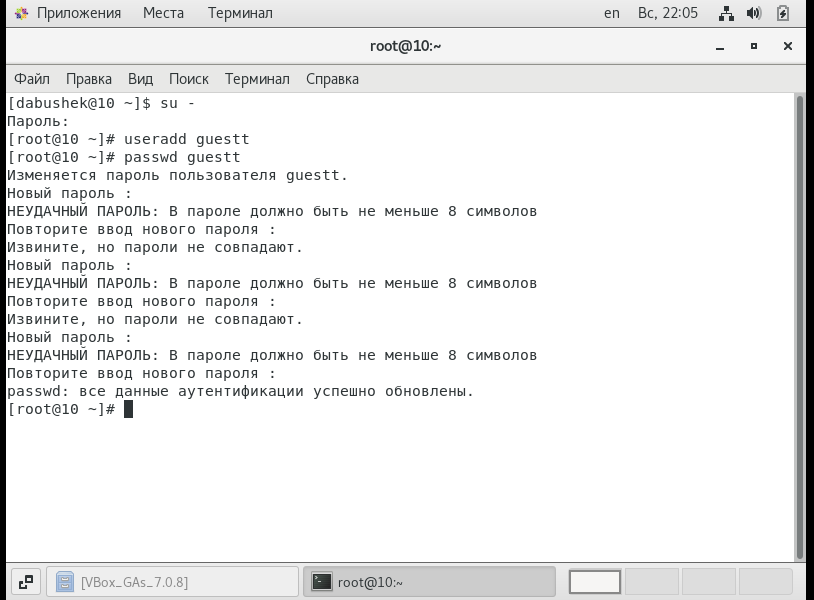 Приложения Места Терминал en Вс, 22:05
root@10:~
Файл Правка Вид Поиск Терминал Справка
[dabushek@10 ~]$ su -
Пароль:
[root@10 ~]# useradd guestt
[root@10 ~]# passwd guestt
Изменяется пароль пользователя guestt.
Новый пароль :
НЕУДАЧНЫЙ ПАРОЛЬ: В пароле должно быть не меньше 8 символов
Повторите ввод нового пароля :
Извините, но пароли не совпадают.
Новый пароль :
НЕУДАЧНЫЙ ПАРОЛЬ: В пароле должно быть не меньше 8 символов
Повторите ввод нового пароля :
Извините, но пароли не совпадают.
Новый пароль :
НЕУДАЧНЫЙ ПАРОЛЬ: В пароле должно быть не меньше 8 символов
Повторите ввод нового пароля :
passwd: все данные аутентификации успешно обновлены.
[root@10 ~]#
[VBox_GAs_7.0.8] root@10:~